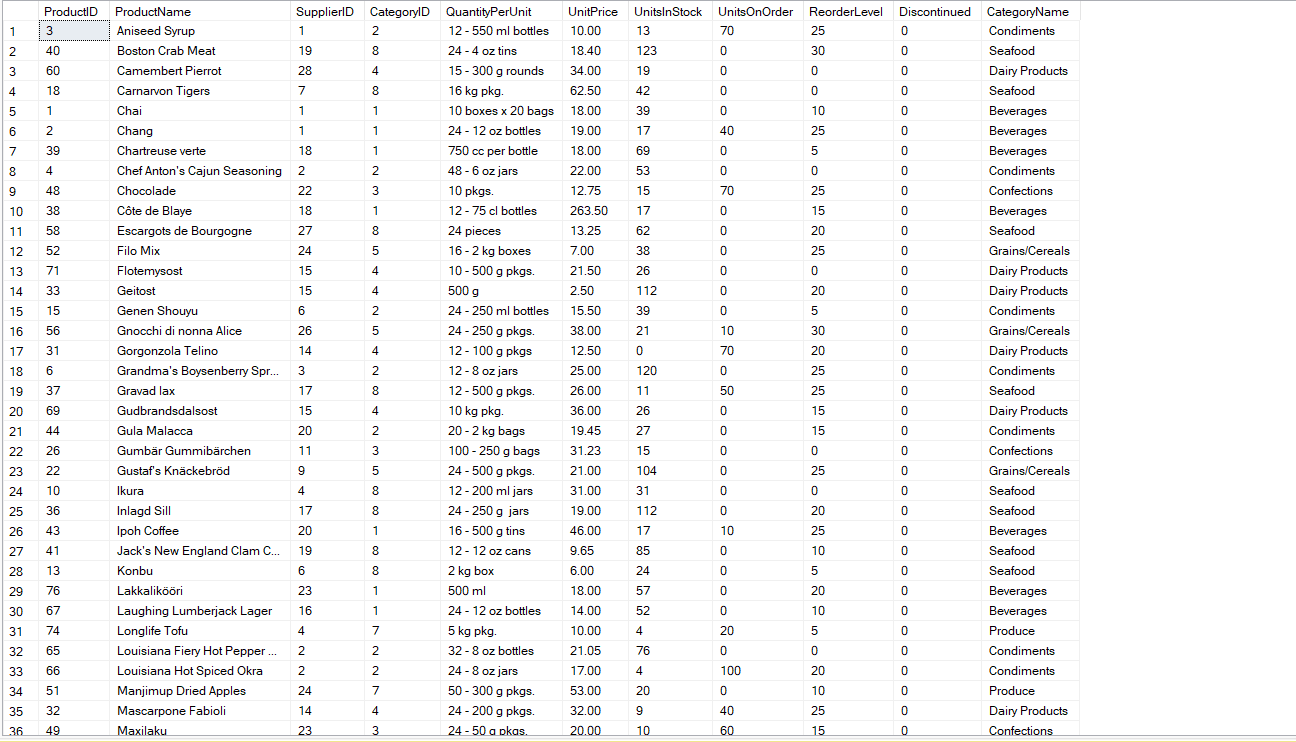 ProductID ProductName SupplierID CategoryID QuantityPerUnit UnitPrice UnitsInStock UnitsOnOrder ReorderLevel Discontinued CategoryName
1 3 Aniseed Syrup 1 2 12 - 550 ml bottles 10.00 13 70 25 0 Condiments
2 40 Boston Crab Meat 19 8 24 - 4 oz tins 18.40 123 0 30 0 Seafood
3 60 Camembert Pierrot 28 4 15 - 300 g rounds 34.00 19 0 0 0 Dairy Products
4 18 Carnarvon Tigers 7 8 16 kg pkg. 62.50 42 0 0 0 Seafood
5 1 Chai 1 1 10 boxes x 20 bags 18.00 39 0 10 0 Beverages
6 2 Chang 1 1 24 - 12 oz bottles 19.00 17 40 25 0 Beverages
7 39 Chartreuse verte 18 1 750 cc per bottle 18.00 69 0 5 0 Beverages
8 4 Chef Anton's Cajun Seasoning 2 2 48 - 6 oz jars 22.00 53 0 0 0 Condiments
9 48 Chocolade 22 3 10 pkgs. 12.75 15 70 25 0 Confections
10 38 Côte de Blaye 18 1 12 - 75 cl bottles 263.50 17 0 15 0 Beverages
11 58 Escargots de Bourgogne 27 8 24 pieces 13.25 62 0 20 0 Seafood
12 52 Filo Mix 24 5 16 - 2 kg boxes 7.00 38 0 25 0 Grains/Cereals
13 71 Flotemysost 15 4 10 - 500 g pkgs. 21.50 26 0 0 0 Dairy Products
14 33 Geitost 15 4 500 g 2.50 112 0 20 0 Dairy Products
15 15 Genen Shouyu 6 2 24 - 250 ml bottles 15.50 39 0 5 0 Condiments
16 56 Gnocchi di nonna Alice 26 5 24 - 250 g pkgs. 38.00 21 10 30 0 Grains/Cereals
17 31 Gorgonzola Telino 14 4 12 - 100 g pkgs 12.50 0 70 20 0 Dairy Products
18 6 Grandma's Boysenberry Spr... 3 2 12 - 8 oz jars 25.00 120 0 25 0 Condiments
19 37 Gravad lax 17 8 12 - 500 g pkgs. 26.00 11 50 25 0 Seafood
20 69 Gudbrandsdalsost 15 4 10 kg pkg. 36.00 26 0 15 0 Dairy Products
21 44 Gula Malacca 20 2 20 - 2 kg bags 19.45 27 0 15 0 Condiments
22 26 Gumbär Gummibärchen 11 3 100 - 250 g bags 31.23 15 0 0 0 Confections
23 22 Gustaf's Knäckebröd 9 5 24 - 500 g pkgs. 21.00 104 0 25 0 Grains/Cereals
24 10 Ikura 4 8 12 - 200 ml jars 31.00 31 0 0 0 Seafood
25 36 Inlagd Sill 17 8 24 - 250 g  jars 19.00 112 0 20 0 Seafood
26 43 Ipoh Coffee 20 1 16 - 500 g tins 46.00 17 10 25 0 Beverages
27 41 Jack's New England Clam C... 19 8 12 - 12 oz cans 9.65 85 0 10 0 Seafood
28 13 Konbu 6 8 2 kg box 6.00 24 0 5 0 Seafood
29 76 Lakkalikööri 23 1 500 ml 18.00 57 0 20 0 Beverages
30 67 Laughing Lumberjack Lager 16 1 24 - 12 oz bottles 14.00 52 0 10 0 Beverages
31 74 Longlife Tofu 4 7 5 kg pkg. 10.00 4 20 5 0 Produce
32 65 Louisiana Fiery Hot Pepper ... 2 2 32 - 8 oz bottles 21.05 76 0 0 0 Condiments
33 66 Louisiana Hot Spiced Okra 2 2 24 - 8 oz jars 17.00 4 100 20 0 Condiments
34 51 Manjimup Dried Apples 24 7 50 - 300 g pkgs. 53.00 20 0 10 0 Produce
35 32 Mascarpone Fabioli 14 4 24 - 200 g pkgs. 32.00 9 40 25 0 Dairy Products
36 49 Maxilaku 23 3 24 - 50 g pkgs. 20.00 10 60 15 0 Confections